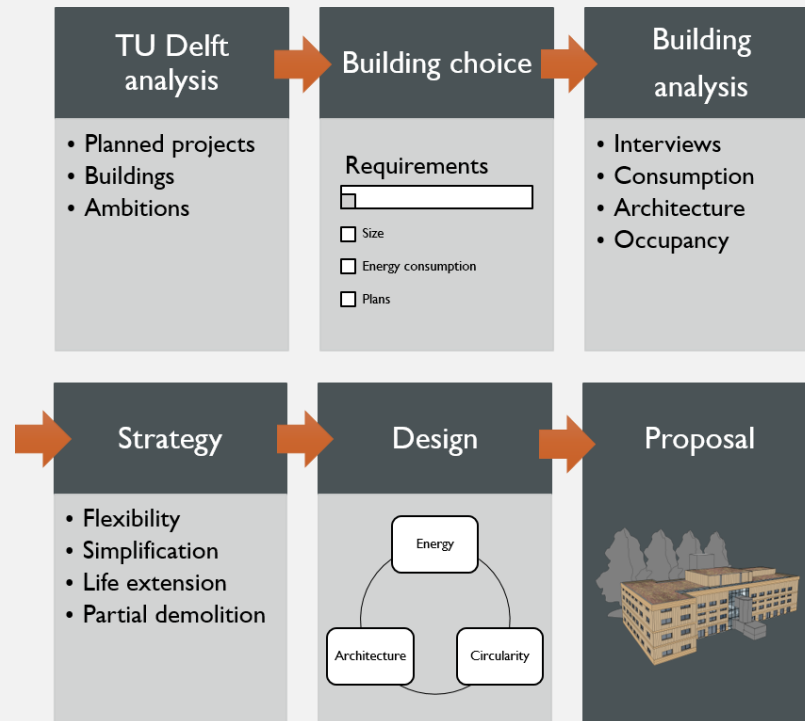 TU Delft
analysis
• Planned projects
• Buildings
• Ambitions
Building choice
Requirements
Size
Energy consumption
Plans
Building
analysis
• Interviews
• Consumption
• Architecture
• Occupancy
Strategy
• Flexibility
• Simplification
• Life extension
• Partial demolition
Design
Energy
Architecture
Circularity
Proposal